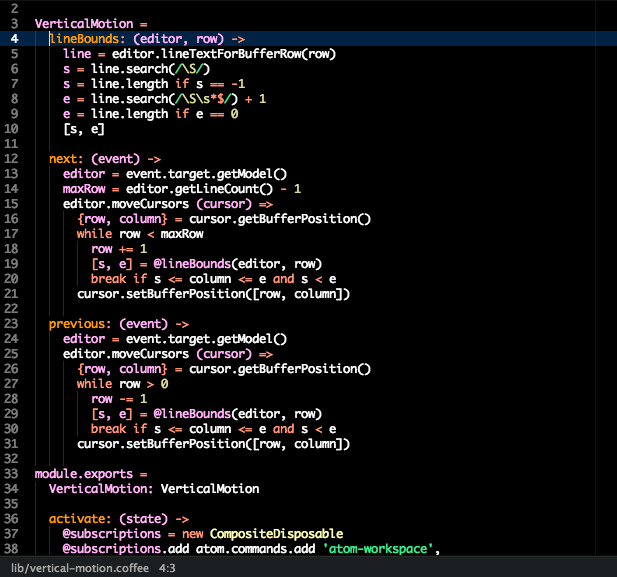 2
3 VerticalMotion =
4 lineBounds: (editor, row) ->
5 line = editor.lineTextForBufferRow(row)
6 s = line.search(/\S/)
7 s = line.length if s == -1
8 e = line.search(/\S\s*$/) + 1
9 e = line.length if e == 0
10 [s, e]
11
12 next: (event) ->
13 editor = event.target.getModel()
14 maxRow = editor.getLineCount() - 1
15 editor.moveCursors (cursor) =>
16 {row, column} = cursor.getBufferPosition()
17 while row < maxRow
18 row += 1
19 [s, e] = @lineBounds(editor, row)
20 break if s <= column <= e and s < e
21 cursor.setBufferPosition([row, column])
22
23 previous: (event) ->
24 editor = event.target.getModel()
25 editor.moveCursors (cursor) =>
26 {row, column} = cursor.getBufferPosition()
27 while row > 0
28 row -= 1
29 [s, e] = @lineBounds(editor, row)
30 break if s <= column <= e and s < e
31 cursor.setBufferPosition([row, column])
32
33 module.exports =
34 VerticalMotion: VerticalMotion
35
36 activate: (state) ->
37 @subscriptions = new CompositeDisposable
38 @subscriptions.add atom.commands.add 'atom-workspace',
lib/vertical-motion.coffee 4:3